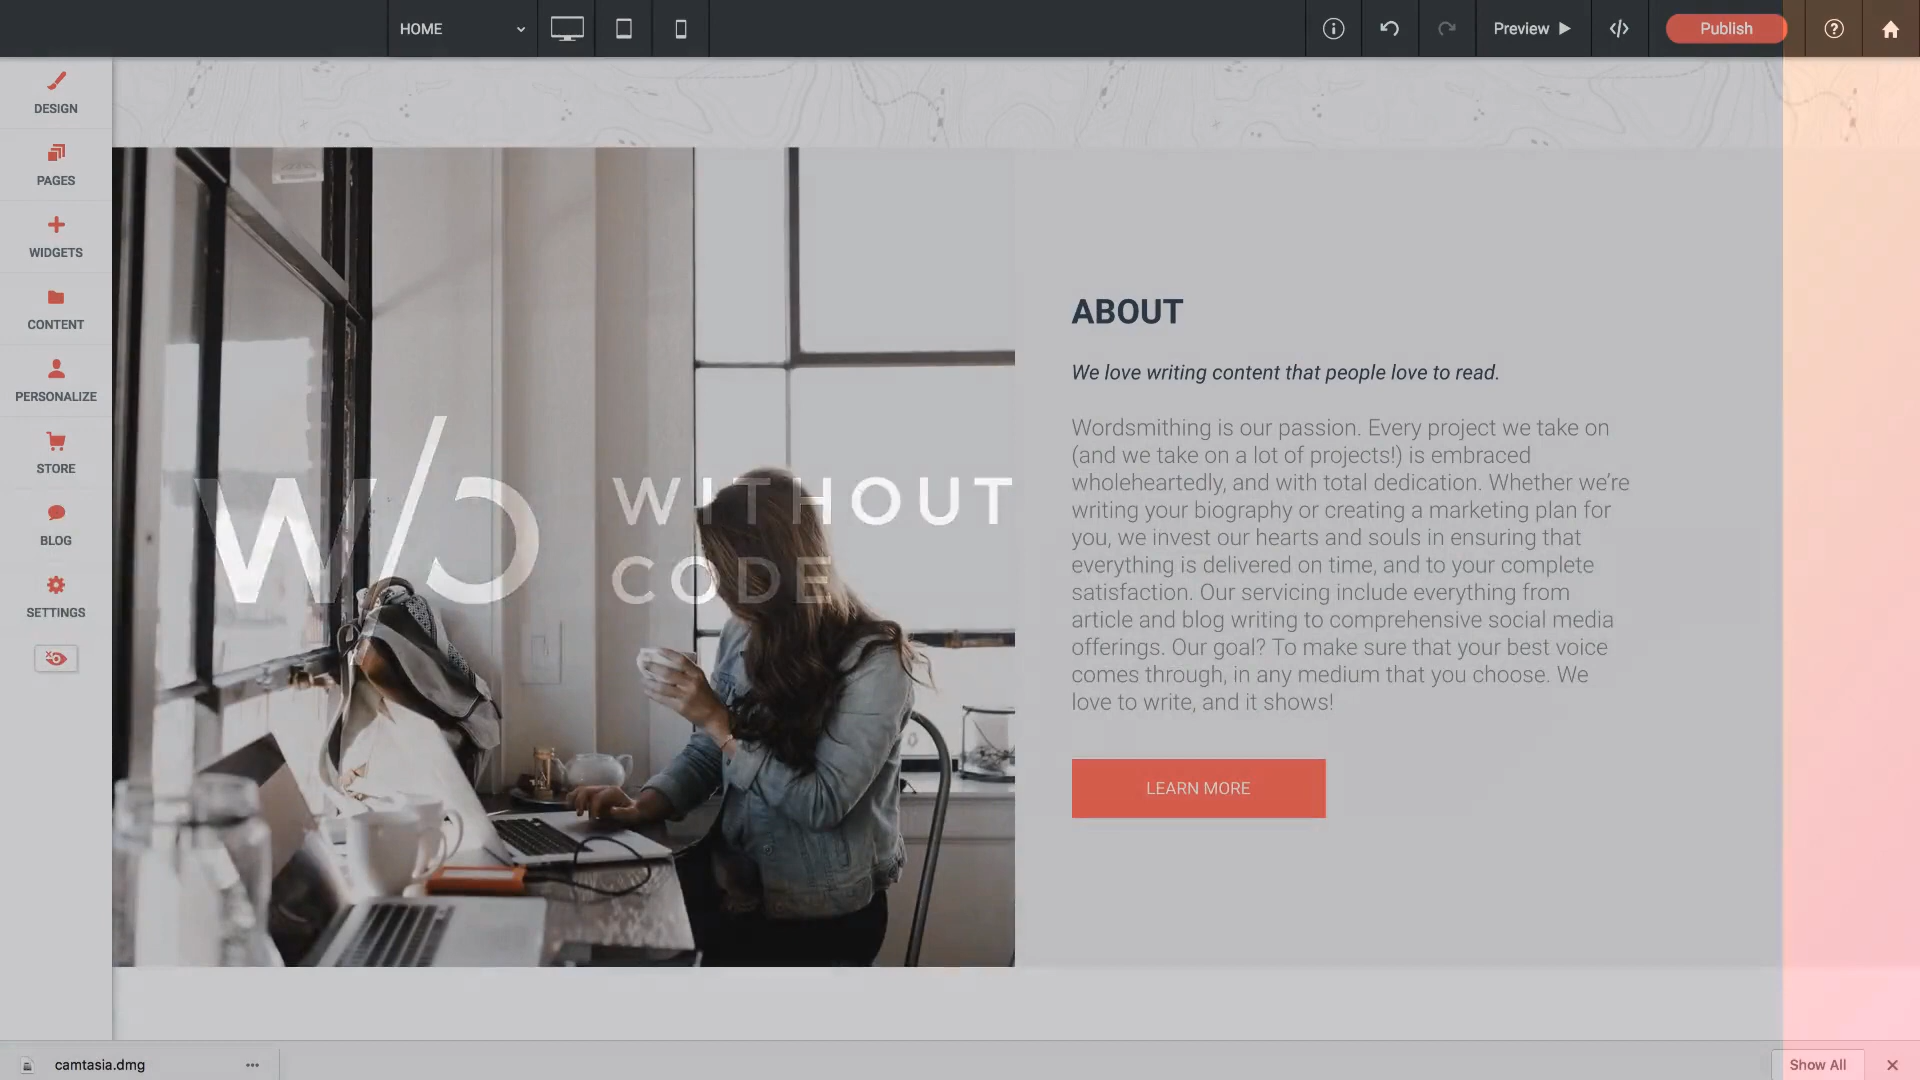 HOME
Preview
Publish
DESIGN
PAGES
WIDGETS
CONTENT
PERSONALIZE
STORE
BLOG
SETTINGS
W/O WITHOUT
CODE
ABOUT
We love writing content that people love to read.
Wordsmithing is our passion. Every project we take on
(and we take on a lot of projects!) is embraced
wholeheartedly, and with total dedication. Whether we're
writing your biography or creating a marketing plan for
you, we invest our hearts and souls in ensuring that
everything is delivered on time, and to your complete
satisfaction. Our servicing include everything from
article and blog writing to comprehensive social media
offerings. Our goal? To make sure that your best voice
comes through, in any medium that you choose. We
love to write, and it shows!
LEARN MORE
camtasia.dmg
Show All